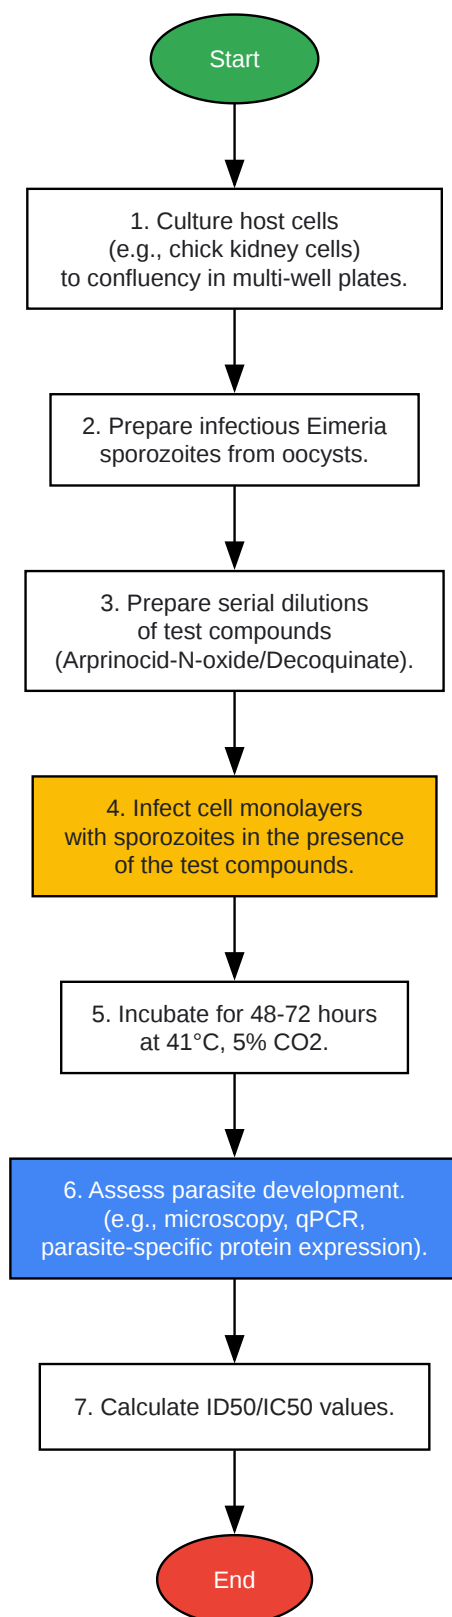 Start
1. Culture host cells
(e.g., chick kidney cells)
to confluency in multi-well plates.
2. Prepare infectious Eimeria
sporozoites from oocysts.
3. Prepare serial dilutions
of test compounds
(Arprinocid-N-oxide/Decoquinate).
4. Infect cell monolayers
with sporozoites in the presence
of the test compounds.
5. Incubate for 48-72 hours
at 41°C, 5% CO2.
6. Assess parasite development.
(e.g., microscopy, qPCR,
parasite-specific protein expression).
7. Calculate ID50/IC50 values.
End